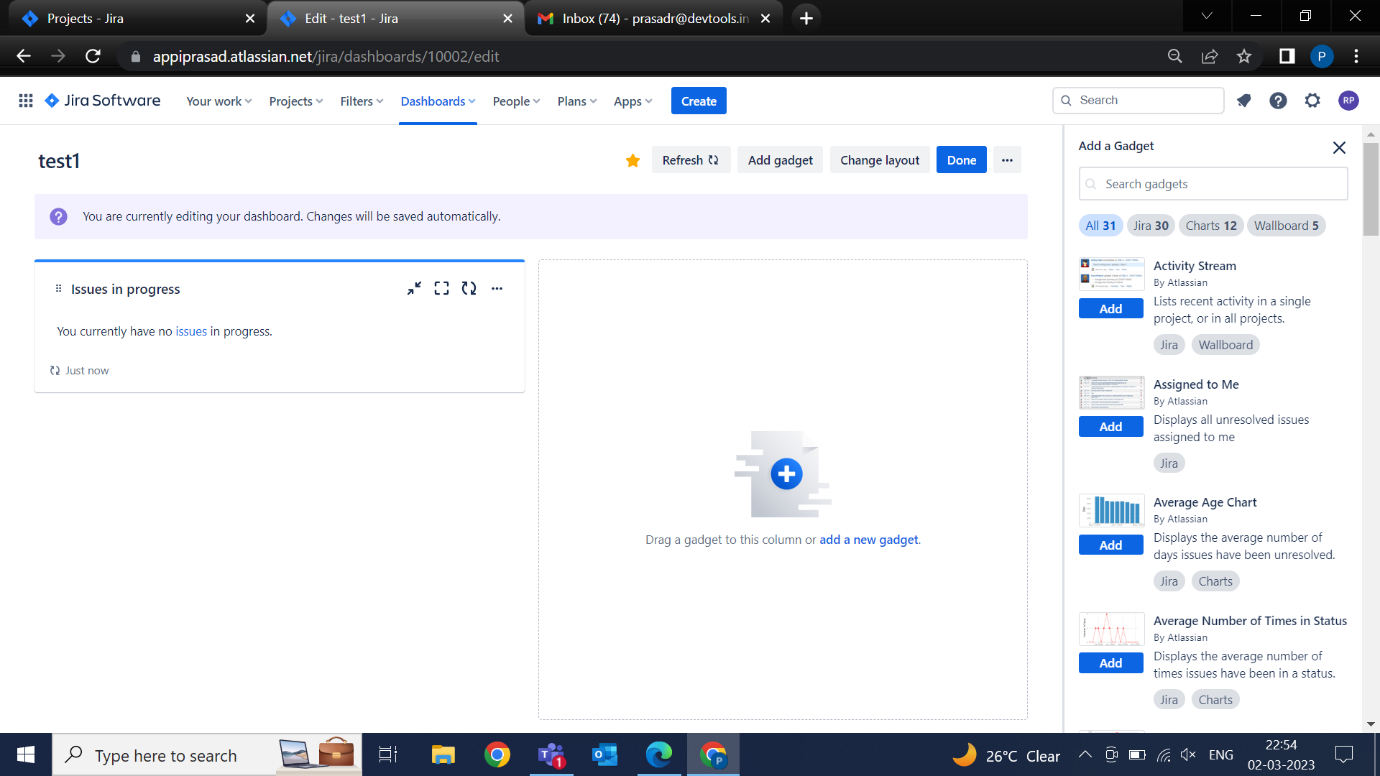 Projects - Jira
Edit - test1 - Jira
Inbox (74) - prasadr@devtools.in
appiprasad.atlassian.net/jira/dashboards/10002/edit
P
Jira Software
Your work
Projects
Filters
Dashboards
People
Plans
Apps
Create
Search
RP
test1
Refresh
Add gadget
Change layout
Done
You are currently editing your dashboard. Changes will be saved automatically.
Issues in progress
You currently have no issues in progress.
Just now
Drag a gadget to this column or add a new gadget.
Add a Gadget
Search gadgets
All 31
Jira 30
Charts 12
Wallboard 5
Activity Stream
By Atlassian
Add
Lists recent activity in a single
project, or in all projects.
Jira
Wallboard
Assigned to Me
By Atlassian
Add
Displays all unresolved issues
assigned to me
Jira
Average Age Chart
By Atlassian
Add
Displays the average number of
days issues have been unresolved.
Jira
Charts
Average Number of Times in Status
By Atlassian
Add
Displays the average number of
times issues have been in a status.
Jira
Charts
Type here to search
1
P
26°C Clear
ENG
22:54
02-03-2023